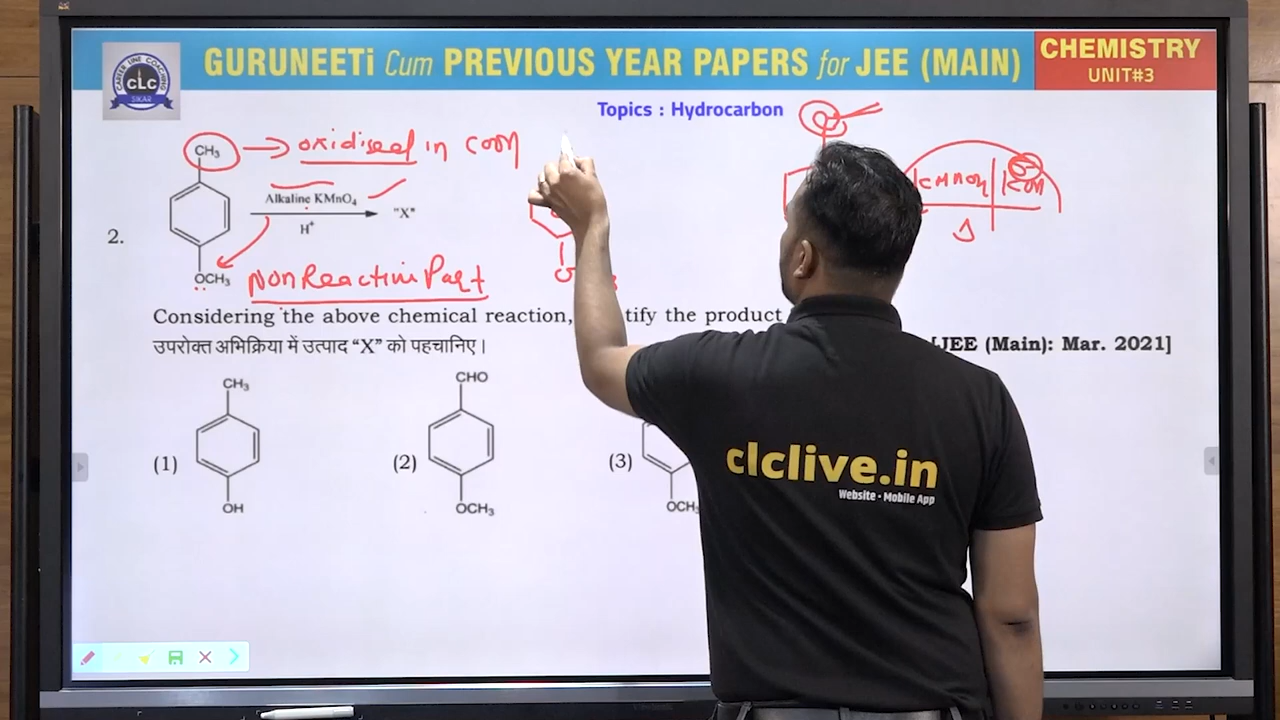 GURUNEETi Cum PREVIOUS YEAR PAPERS for JEE (MAIN)
CHEMISTRY
UNIT#3
CAREER LINE COACHING
CLC
SIKAR
Topics : Hydrocarbon
CH₃ → oxidised in COOH
Alkaline KMnO₄
"X"
H⁺
2.
OCH₃
Non Reactive Part
KMnO₄ | KOH
Δ
Considering the above chemical reaction, tify the product
उपरोक्त अभिक्रिया में उत्पाद “X” को पहचानिए।
[JEE (Main): Mar. 2021]
CH₃
CHO
(1)
(2)
(3)
OH
OCH₃
OCH₃
clclive.in
Website • Mobile App